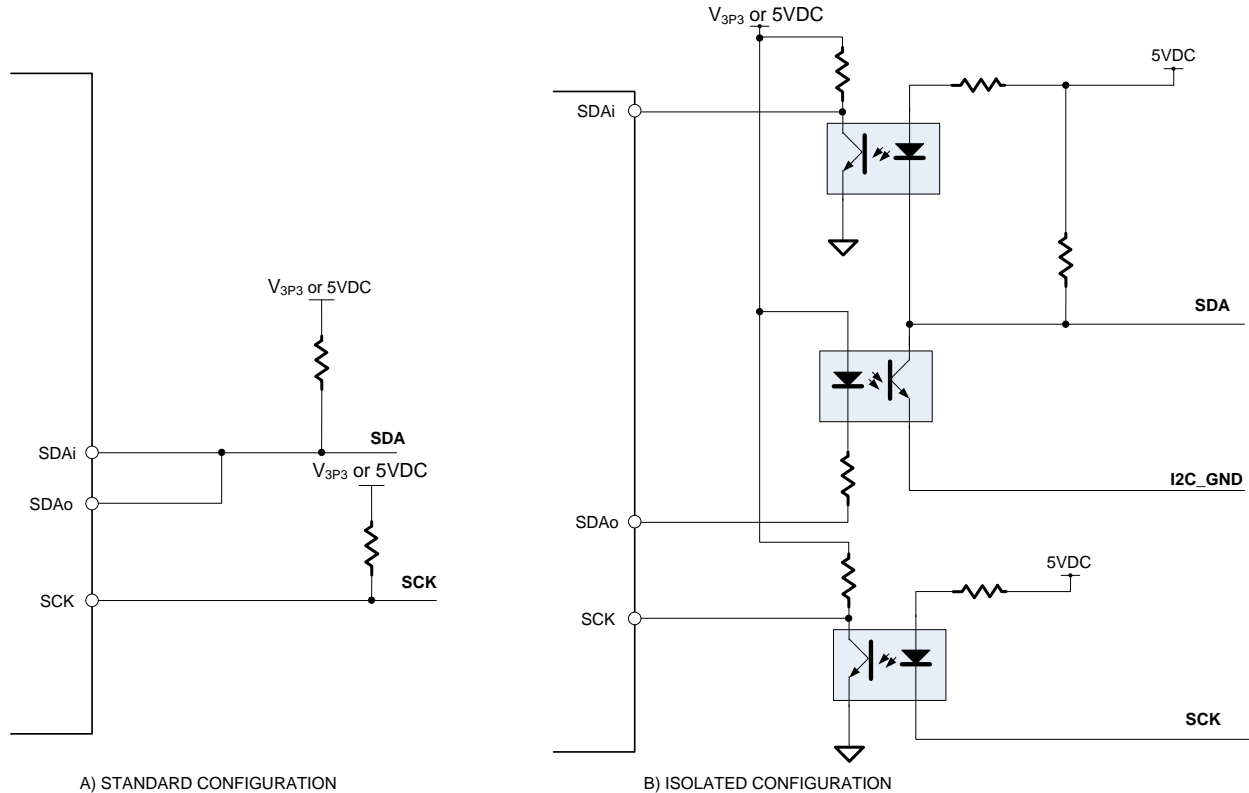 V3P3 or 5VDC
SDAi
SDAo
SCK
SDA
V3P3 or 5VDC
SCK
A) STANDARD CONFIGURATION
V3P3 or 5VDC
5VDC
SDAi
SDA
I2C_GND
SDAo
5VDC
SCK
SCK
B) ISOLATED CONFIGURATION